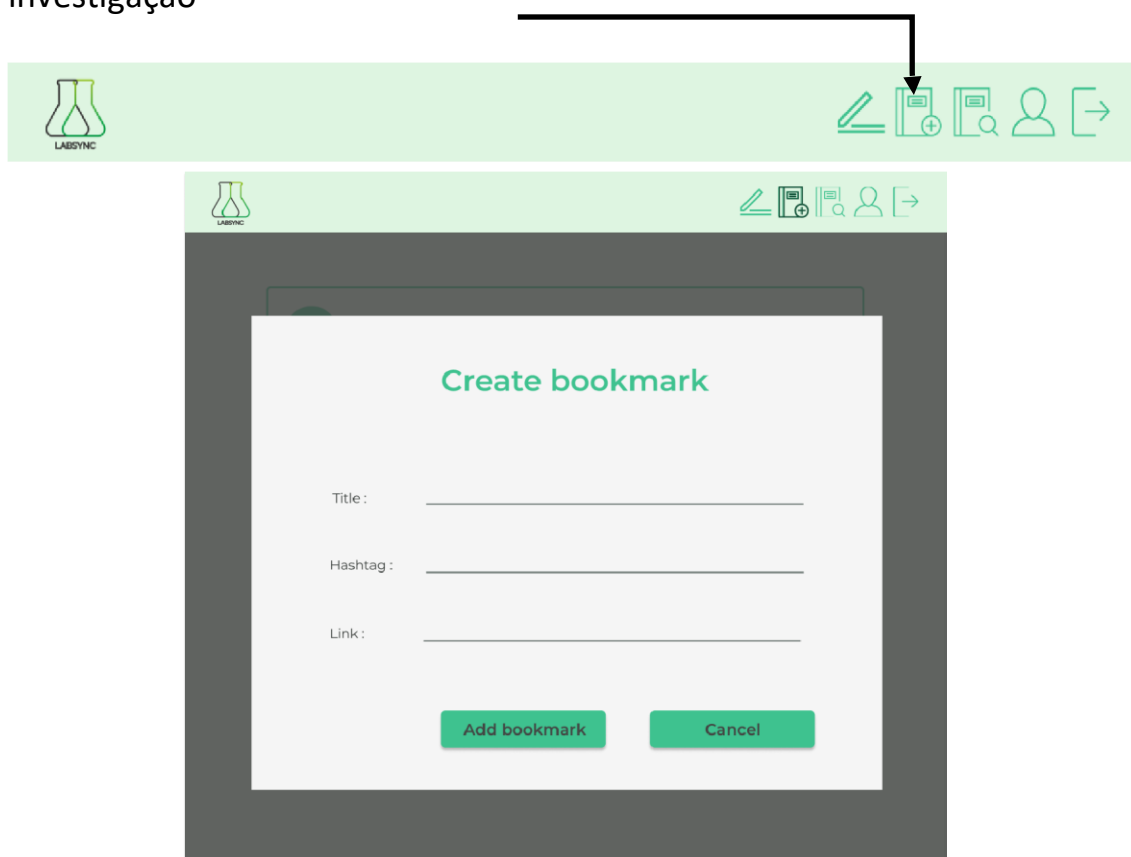 investigação
LABSYNC
LABSYNC
Create bookmark
Title :
Hashtag :
Link :
Add bookmark
Cancel